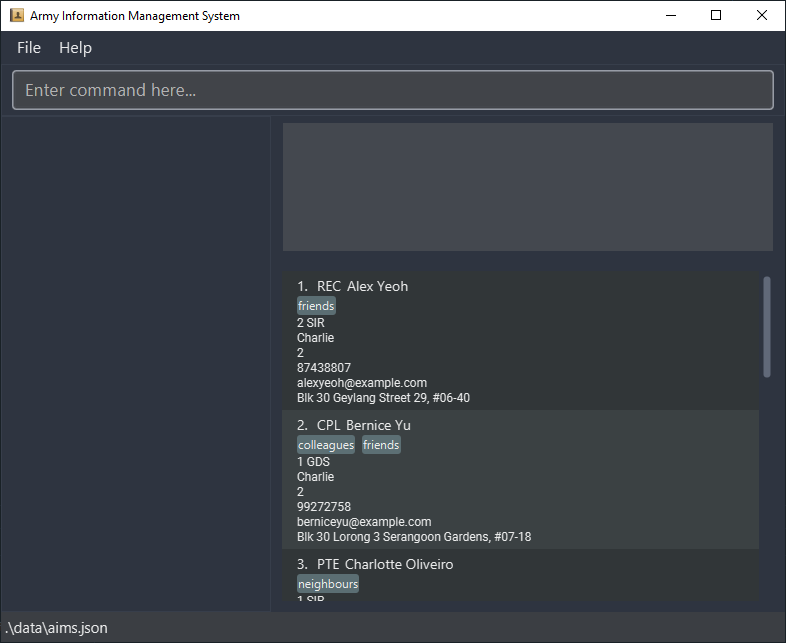 Army Information Management System
File Help
Enter command here...
1. REC Alex Yeoh
friends
2 SIR
Charlie
2
87438807
alexyeoh@example.com
Blk 30 Geylang Street 29, #06-40
2. CPL Bernice Yu
colleagues friends
1 GDS
Charlie
2
99272758
berniceyu@example.com
Blk 30 Lorong 3 Serangoon Gardens, #07-18
3. PTE Charlotte Oliveiro
neighbours
1 SIR
.\data\aims.json